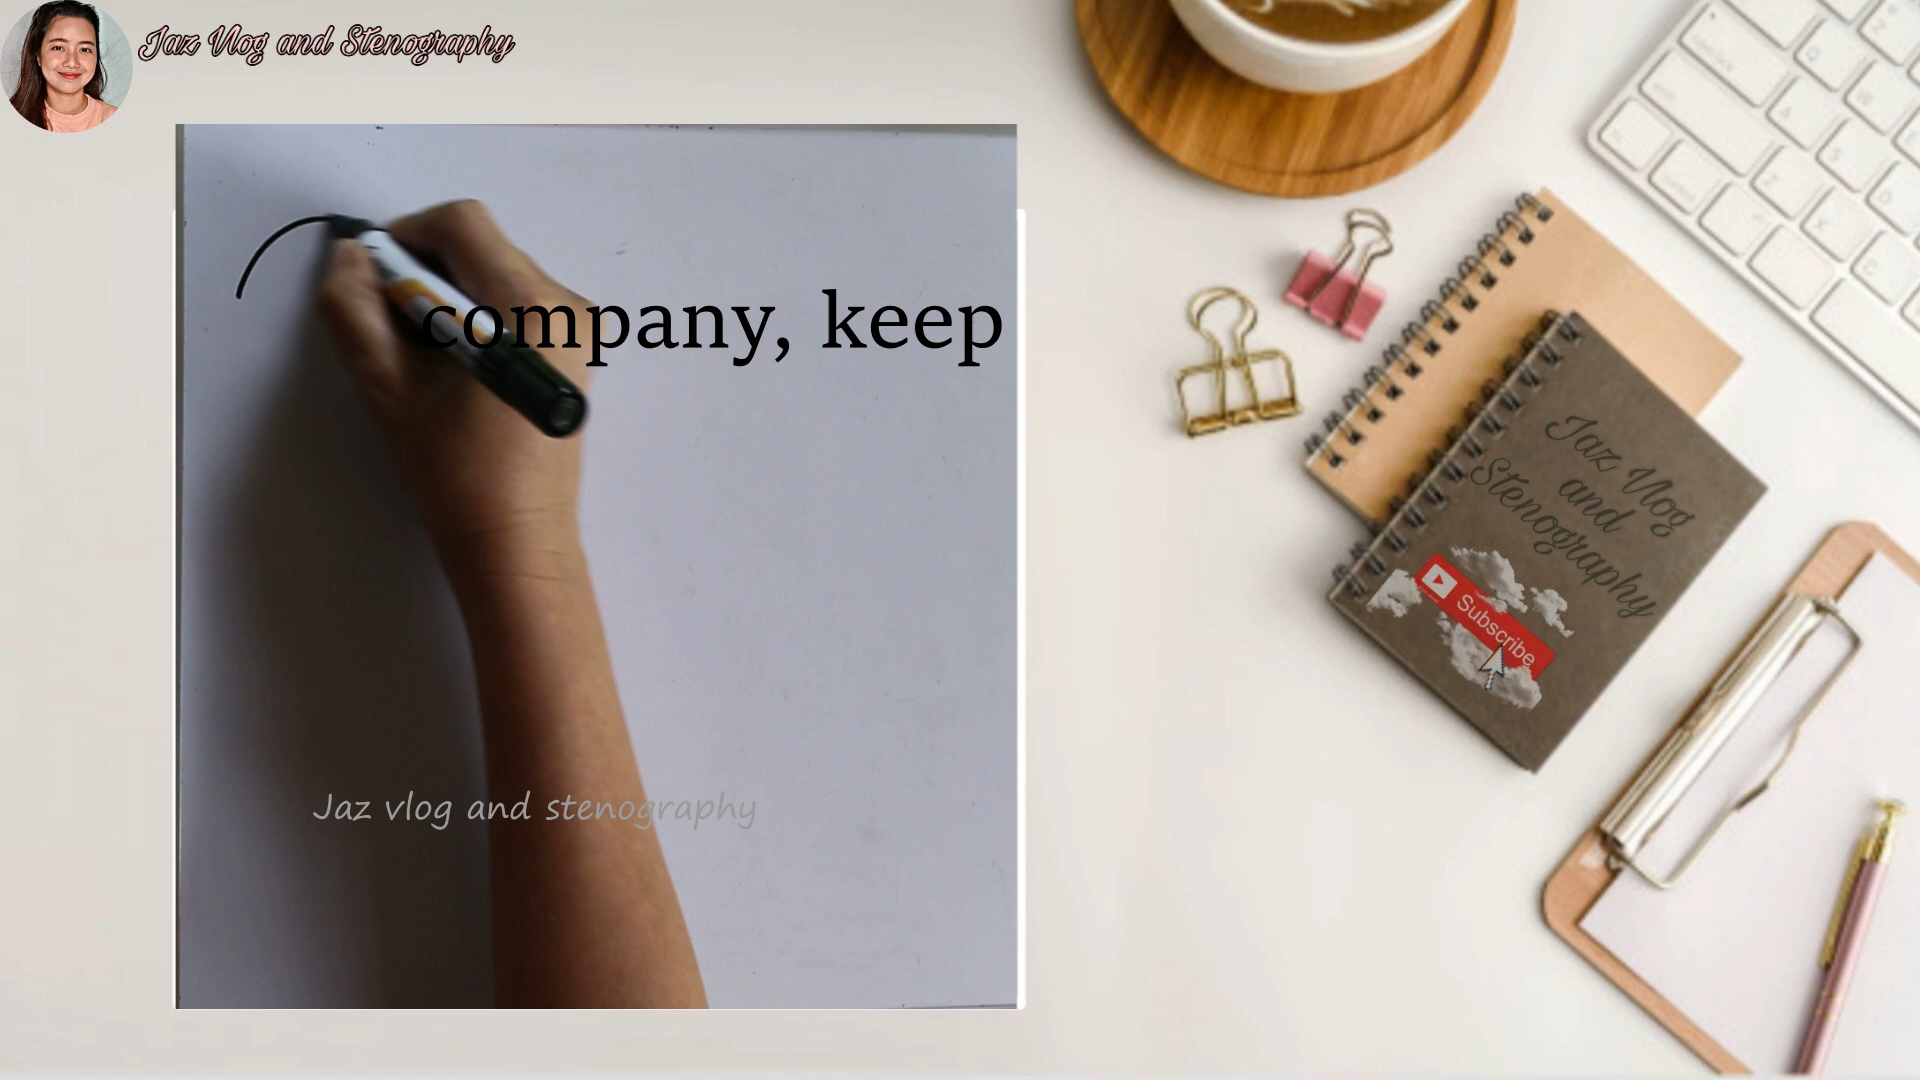 Jaz Vlog and Stenography
company, keep
Jaz Vlog
and
Stenography
Subscribe
Jaz vlog and stenography